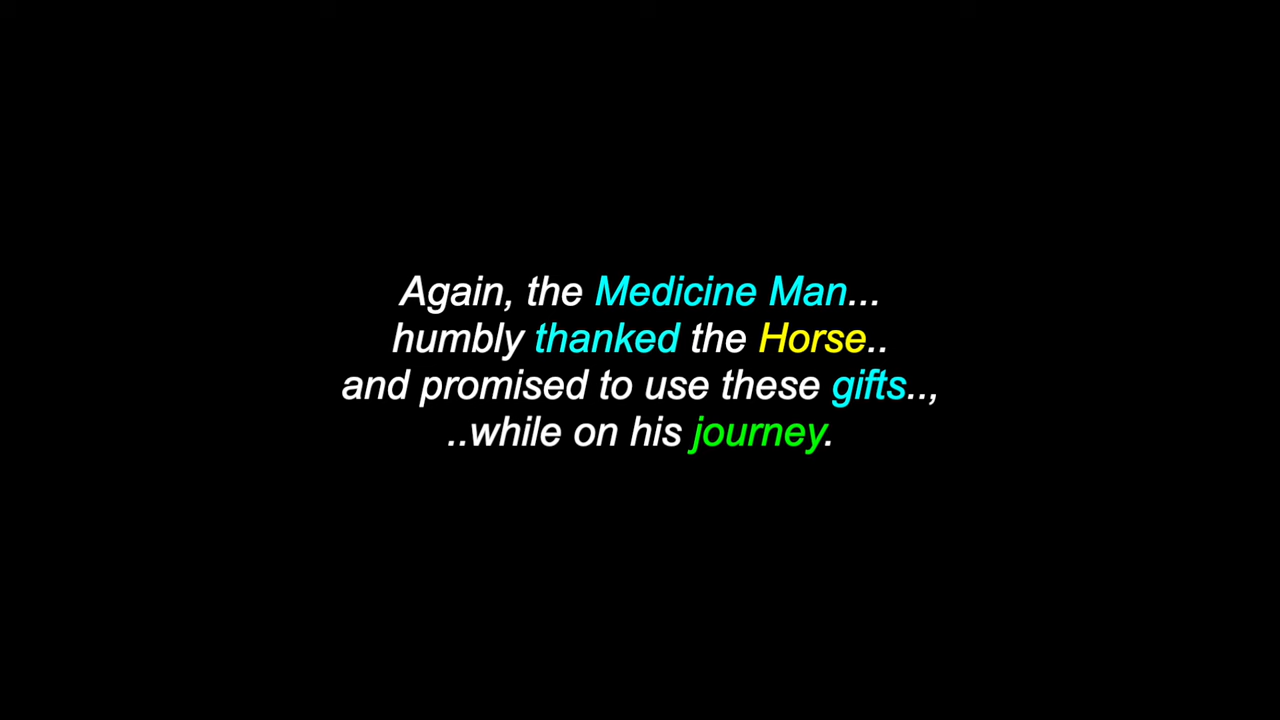 Again, the Medicine Man...
humbly thanked the Horse..
and promised to use these gifts..,
..while on his journey.